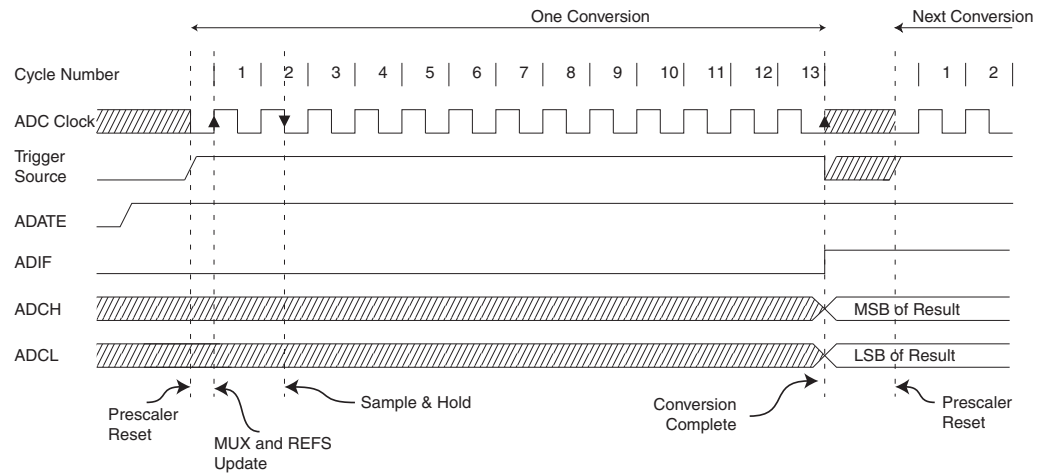 One Conversion
Next Conversion
Cycle Number
1 2 3 4 5 6 7 8 9 10 11 12 13 1 2
ADC Clock
Trigger
Source
ADATE
ADIF
ADCH
MSB of Result
ADCL
LSB of Result
Prescaler
Reset
MUX and REFS
Update
Sample & Hold
Conversion
Complete
Prescaler
Reset